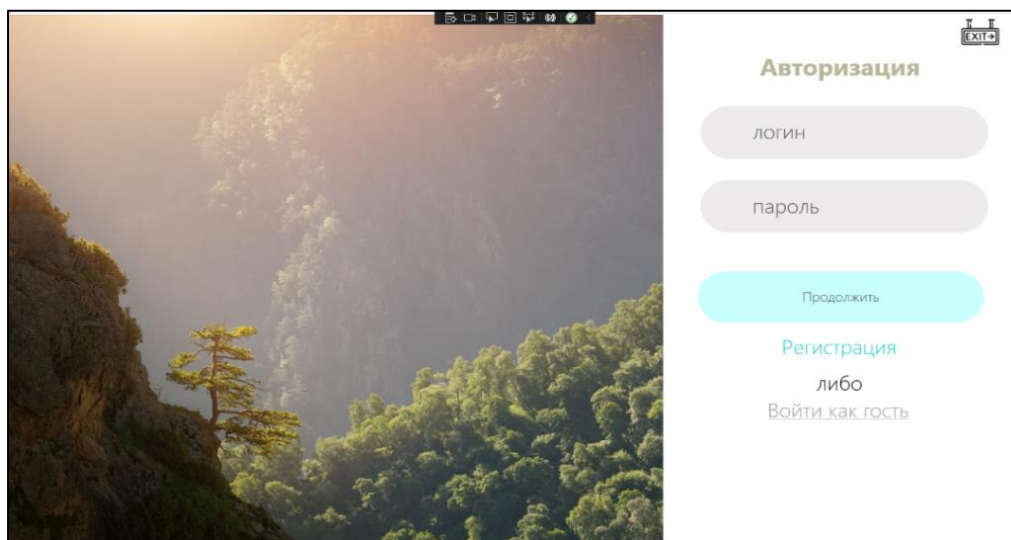 EXIT
Авторизация
логин
пароль
Продолжить
Регистрация
либо
Войти как гость